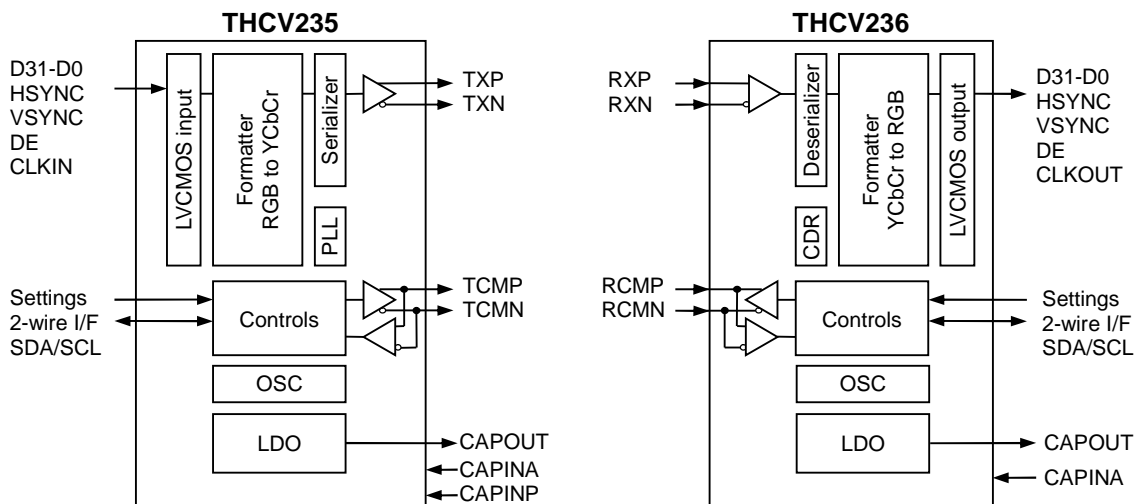 THCV235
D31-D0
HSYNC
VSYNC
DE
CLKIN
LVCMOS input
Formatter
RGB to YCbCr
Serializer
PLL
TXP
TXN
Settings
2-wire I/F
SDA/SCL
Controls
TCMP
TCMN
OSC
LDO
CAPOUT
CAPINA
CAPINP
THCV236
RXP
RXN
Deserializer
CDR
Formatter
YCbCr to RGB
LVCMOS output
D31-D0
HSYNC
VSYNC
DE
CLKOUT
RCMP
RCMN
Controls
Settings
2-wire I/F
SDA/SCL
OSC
LDO
CAPOUT
CAPINA